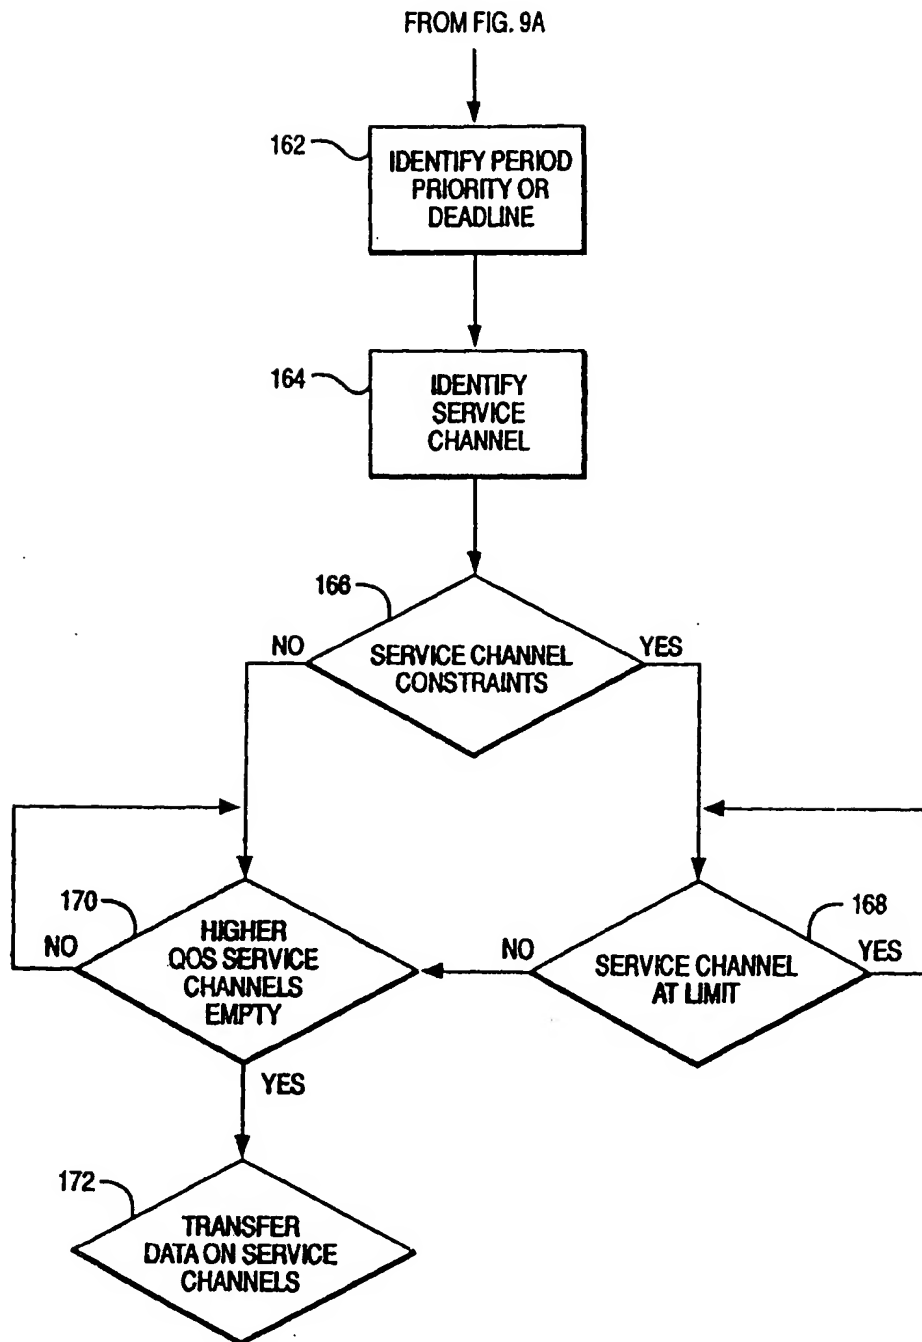 FROM FIG. 9A
162
IDENTIFY PERIOD
PRIORITY OR
DEADLINE
164
IDENTIFY
SERVICE
CHANNEL
166
NO
YES
SERVICE CHANNEL
CONSTRAINTS
170
NO
HIGHER
QOS SERVICE
CHANNELS
EMPTY
168
NO
YES
SERVICE CHANNEL
AT LIMIT
YES
172
TRANSFER
DATA ON SERVICE
CHANNELS